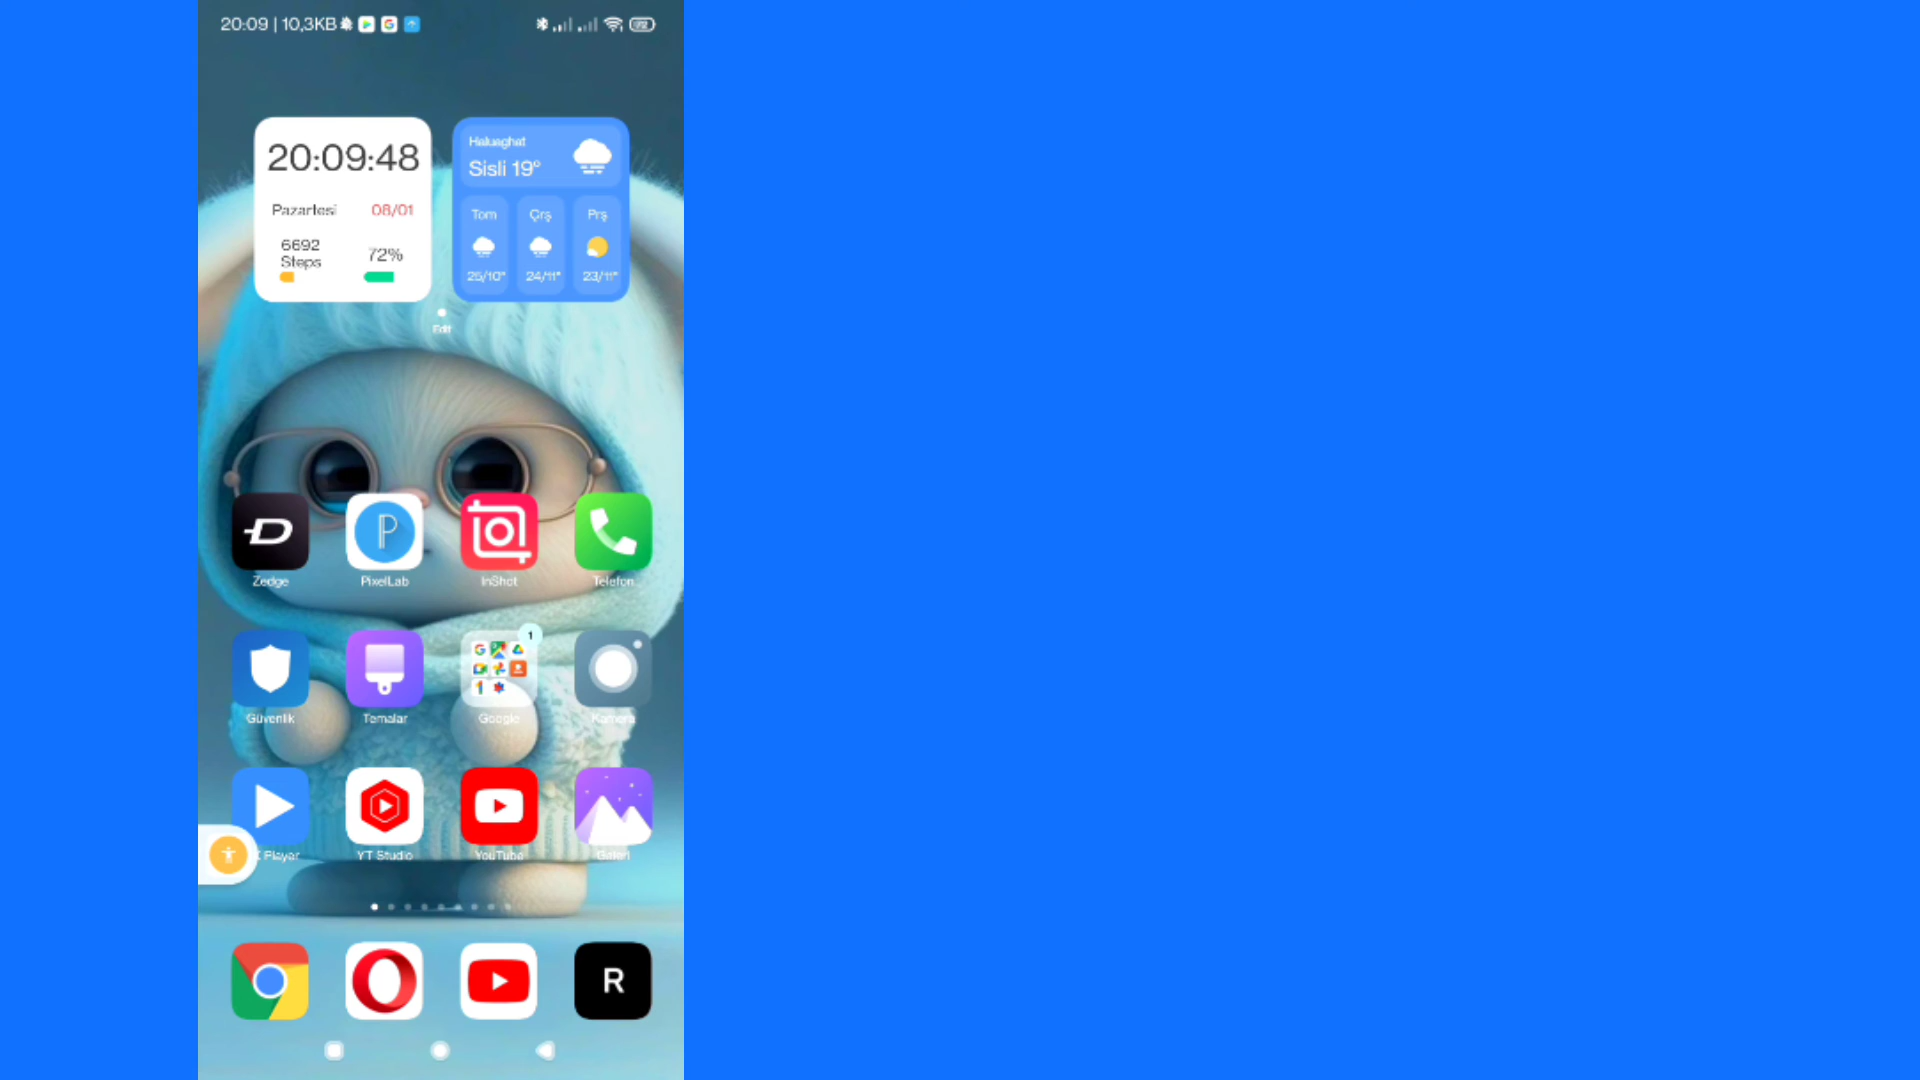 20:09 | 10,3KB
20:09:48
Pazartesi 08/01
6692 Steps 72%
Haluaghat
Sisli 19°
Tom Çrş Prş
25/10° 24/11° 23/11°
Edit
Zedge PixelLab InShot Telefon
1
Güvenlik Temalar Google Kamera
Player YT Studio YouTube Galeri
R